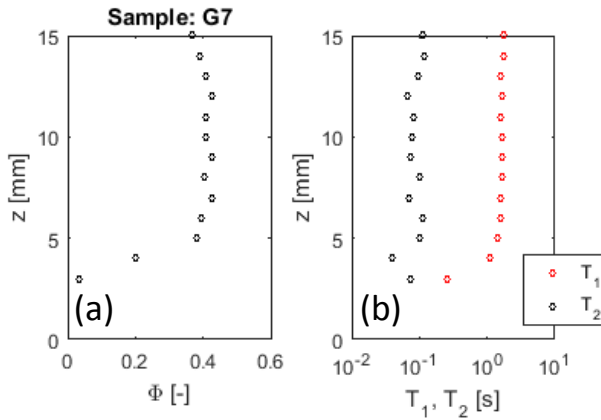 Sample: G7
15
10
5
0
z [mm]
(a)
0 0.2 0.4 0.6
Φ [-]
15
10
5
0
z [mm]
(b)
T₁
T₂
10⁻² 10⁻¹ 10⁰ 10¹
T₁, T₂ [s]